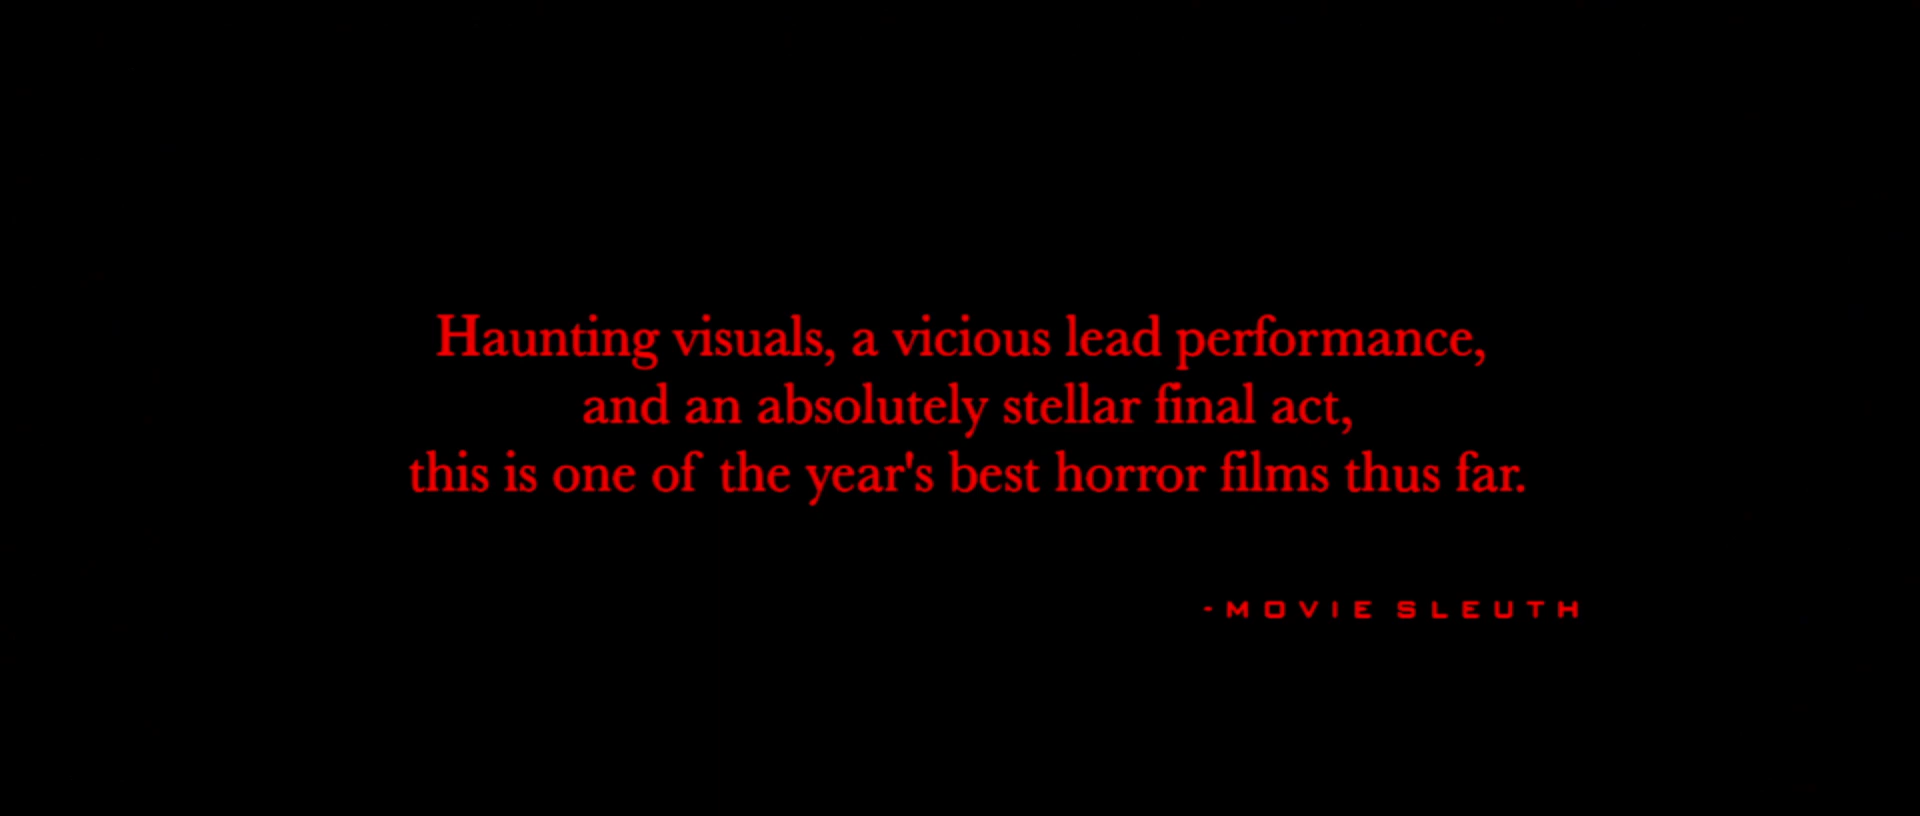 Haunting visuals, a vicious lead performance,
and an absolutely stellar final act,
this is one of the year's best horror films thus far.
-MOVIE SLEUTH